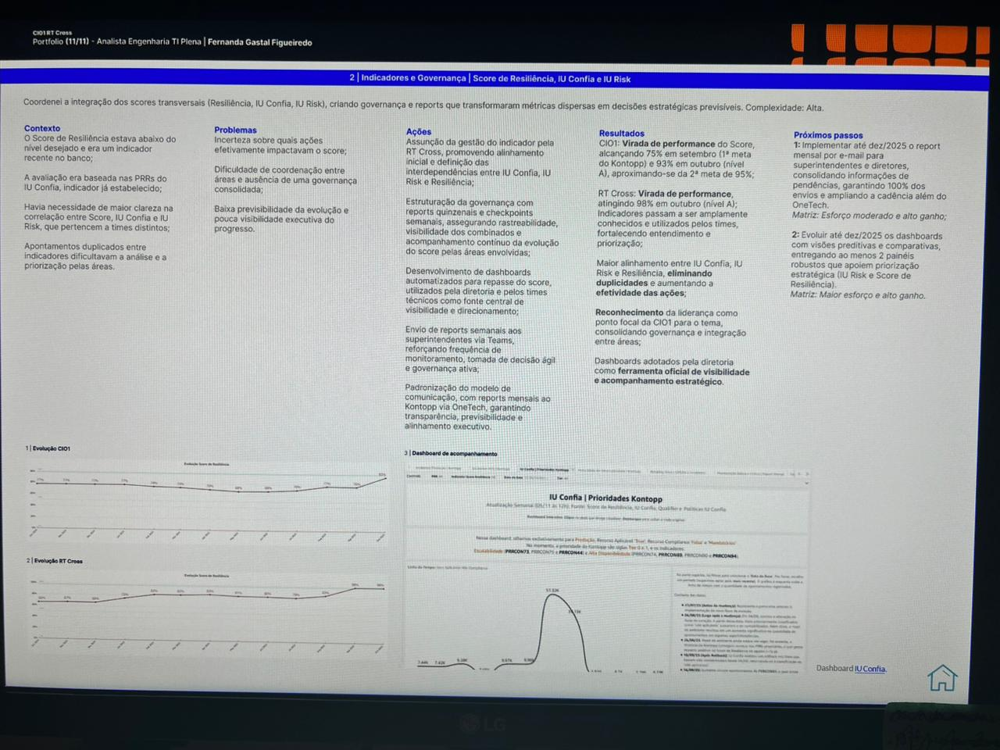 CIO1 RT Cross
Portfolio (11/11) - Analista Engenharia TI Plena | Fernanda Gastal Figueiredo
2 | Indicadores e Governança | Score de Resiliência, IU Confia e IU Risk
Coordenei a integração dos scores transversais (Resiliência, IU Confia, IU Risk), criando governança e reports que transformaram métricas dispersas em decisões estratégicas previsíveis. Complexidade: Alta.
Contexto
O Score de Resiliência estava abaixo do
nível desejado e era um indicador
recente no banco;
A avaliação era baseada nas PRRs do
IU Confia, indicador já estabelecido;
Havia necessidade de maior clareza na
correlação entre Score, IU Confia e IU
Risk, que pertencem a times distintos;
Apontamentos duplicados entre
indicadores dificultavam a análise e a
priorização pelas áreas.
Problemas
Incerteza sobre quais ações
efetivamente impactavam o score;
Dificuldade de coordenação entre
áreas e ausência de uma governança
consolidada;
Baixa previsibilidade da evolução e
pouca visibilidade executiva do
progresso.
Ações
Assunção da gestão do indicador pela
RT Cross, promovendo alinhamento
inicial e definição das
interdependências entre IU Confia, IU
Risk e Resiliência;
Estruturação da governança com
reports quinzenais e checkpoints
semanais, assegurando rastreabilidade,
visibilidade dos combinados e
acompanhamento contínuo da evolução
do score pelas áreas envolvidas;
Desenvolvimento de dashboards
automatizados para repasse do score,
utilizados pela diretoria e pelos times
técnicos como fonte central de
visibilidade e direcionamento;
Envio de reports semanais aos
superintendentes via Teams,
reforçando frequência de
monitoramento, tomada de decisão ágil
e governança ativa;
Padronização do modelo de
comunicação, com reports mensais ao
Kontopp via OneTech, garantindo
transparência, previsibilidade e
alinhamento executivo.
Resultados
CIO1: Virada de performance do Score,
alcançando 75% em setembro (1ª meta
do Kontopp) e 93% em outubro (nível
A), aproximando-se da 2ª meta de 95%;
RT Cross: Virada de performance,
atingindo 98% em outubro (nível A);
Indicadores passam a ser amplamente
conhecidos e utilizados pelos times,
fortalecendo entendimento e
priorização;
Maior alinhamento entre IU Confia, IU
Risk e Resiliência, eliminando
duplicidades e aumentando a
efetividade das ações;
Reconhecimento da liderança como
ponto focal da CIO1 para o tema,
consolidando governança e integração
entre áreas;
Dashboards adotados pela diretoria
como ferramenta oficial de visibilidade
e acompanhamento estratégico.
Próximos passos
1: Implementar até dez/2025 o report
mensal por e-mail para
superintendentes e diretores,
consolidando informações de
pendências, garantindo 100% dos
envios e ampliando a cadência além do
OneTech.
Matriz: Esforço moderado e alto ganho;
2: Evoluir até dez/2025 os dashboards
com visões preditivas e comparativas,
entregando ao menos 2 painéis
robustos que apoiem priorização
estratégica (IU Risk e Score de
Resiliência).
Matriz: Maior esforço e alto ganho.
1 | Evolução CIO1
Evolução Score de Resiliência
2 | Evolução RT Cross
Evolução Score de Resiliência
3 | Dashboard de acompanhamento
IU Confia | Prioridades Kontopp
IU Confia | Prioridades Kontopp
Dashboard IU Confia.
LG